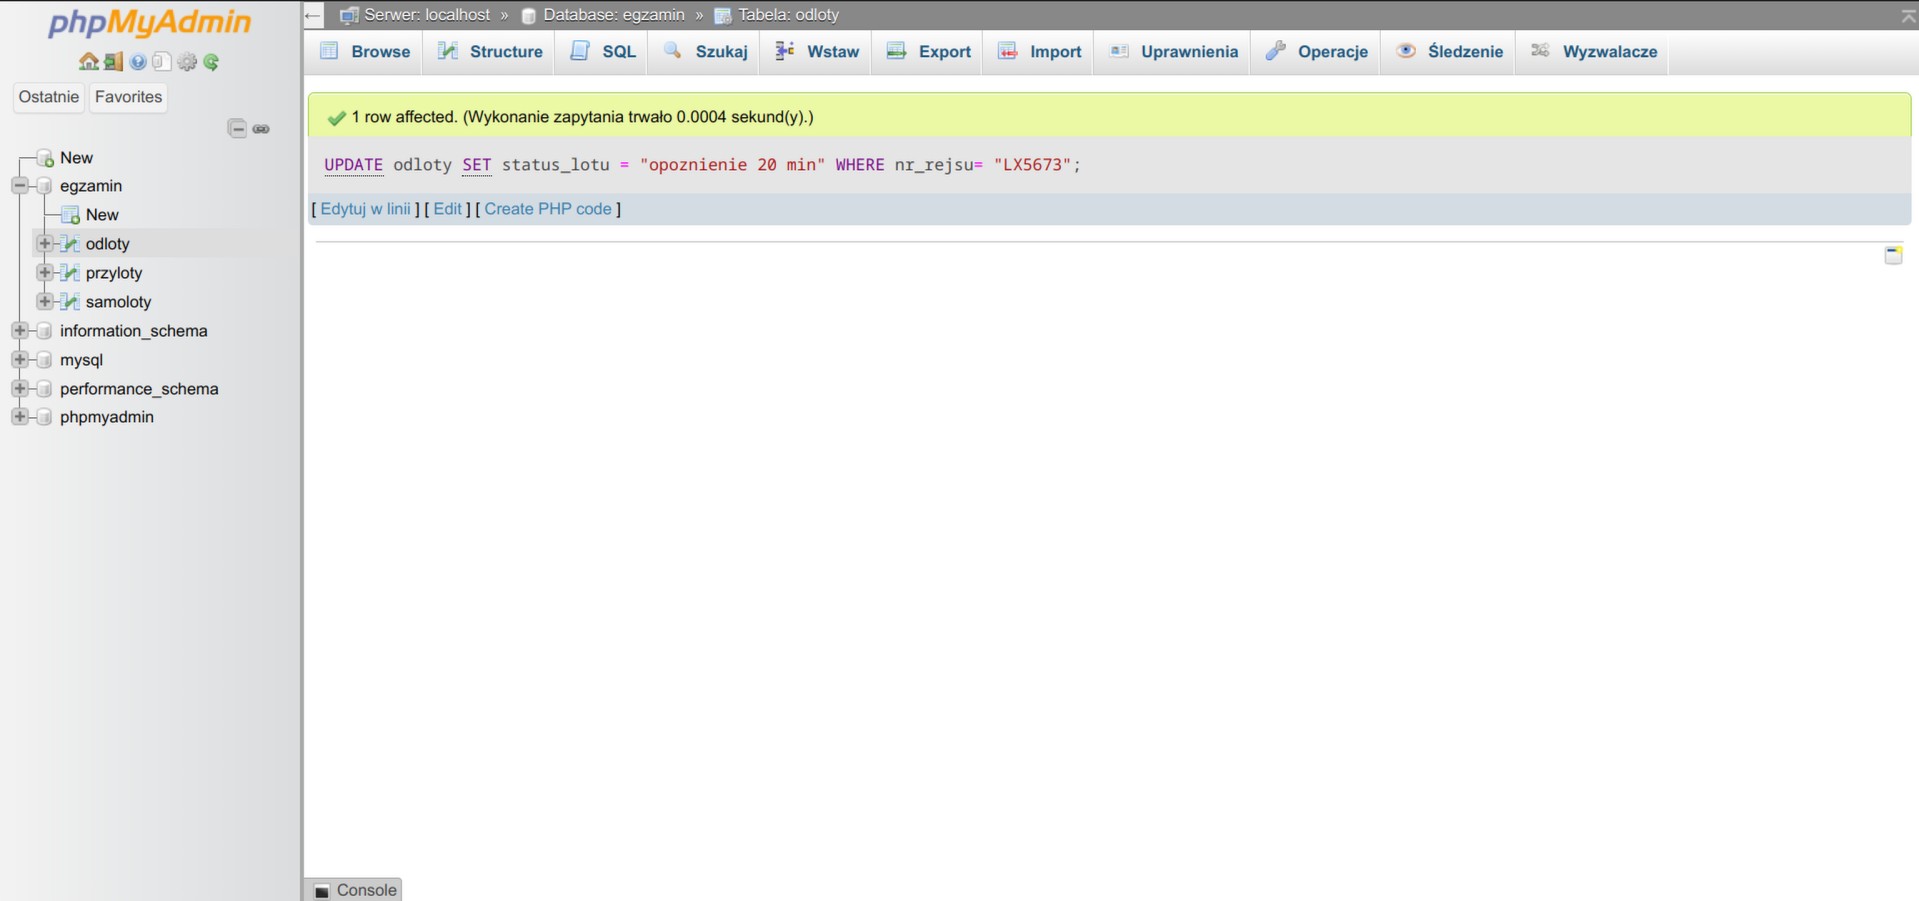 phpMyAdmin
Ostatnie Favorites
New
egzamin
New
odloty
przyloty
samoloty
information_schema
mysql
performance_schema
phpmyadmin
Serwer: localhost » Database: egzamin » Tabela: odloty
Browse Structure SQL Szukaj Wstaw Export Import Uprawnienia Operacje Śledzenie Wyzwalacze
1 row affected. (Wykonanie zapytania trwało 0.0004 sekund(y).)
UPDATE odloty SET status_lotu = "opoznienie 20 min" WHERE nr_rejsu= "LX5673";
[ Edytuj w linii ] [ Edit ] [ Create PHP code ]
Console